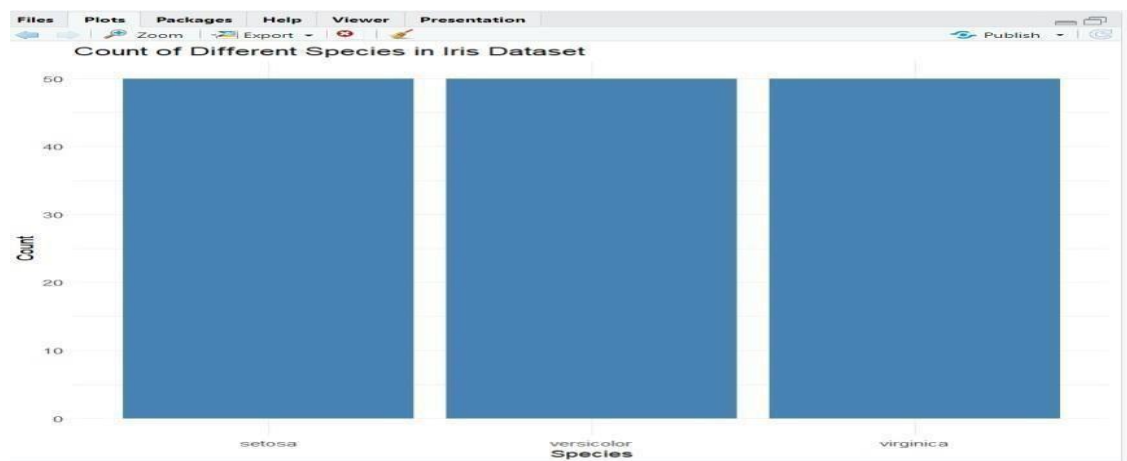 Files Plots Packages Help Viewer Presentation
Zoom Export Publish
Count of Different Species in Iris Dataset
50
40
30
20
10
0
Count
setosa versicolor virginica
Species